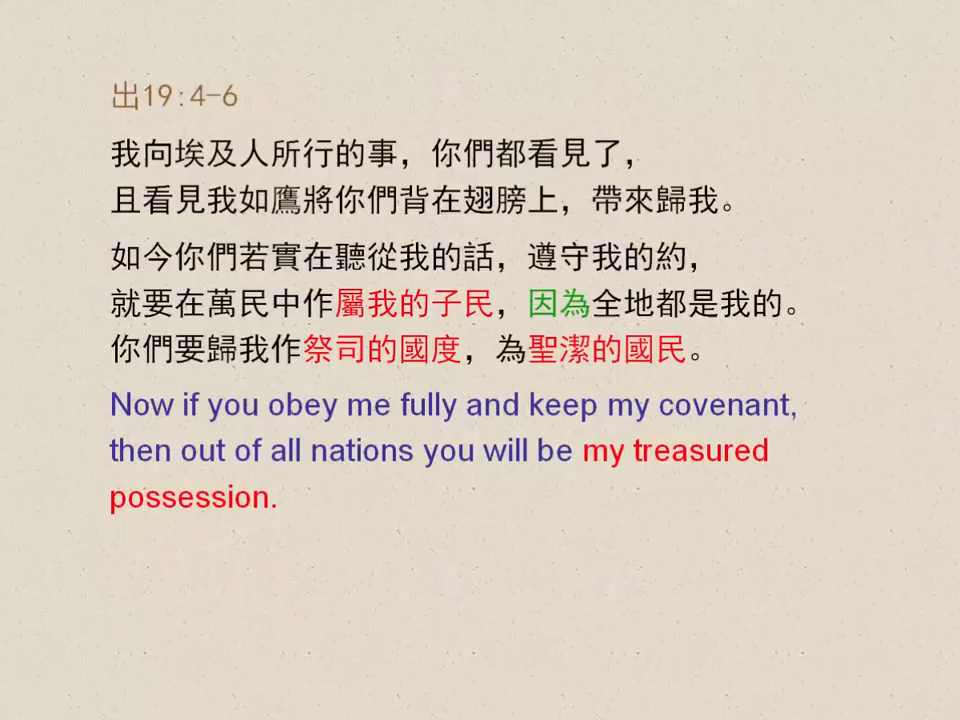 出19:4-6
我向埃及人所行的事，你們都看見了，
且看見我如鷹將你們背在翅膀上，帶來歸我。
如今你們若實在聽從我的話，遵守我的約，
就要在萬民中作屬我的子民，因為全地都是我的。
你們要歸我作祭司的國度，為聖潔的國民。
Now if you obey me fully and keep my covenant,
then out of all nations you will be my treasured
possession.